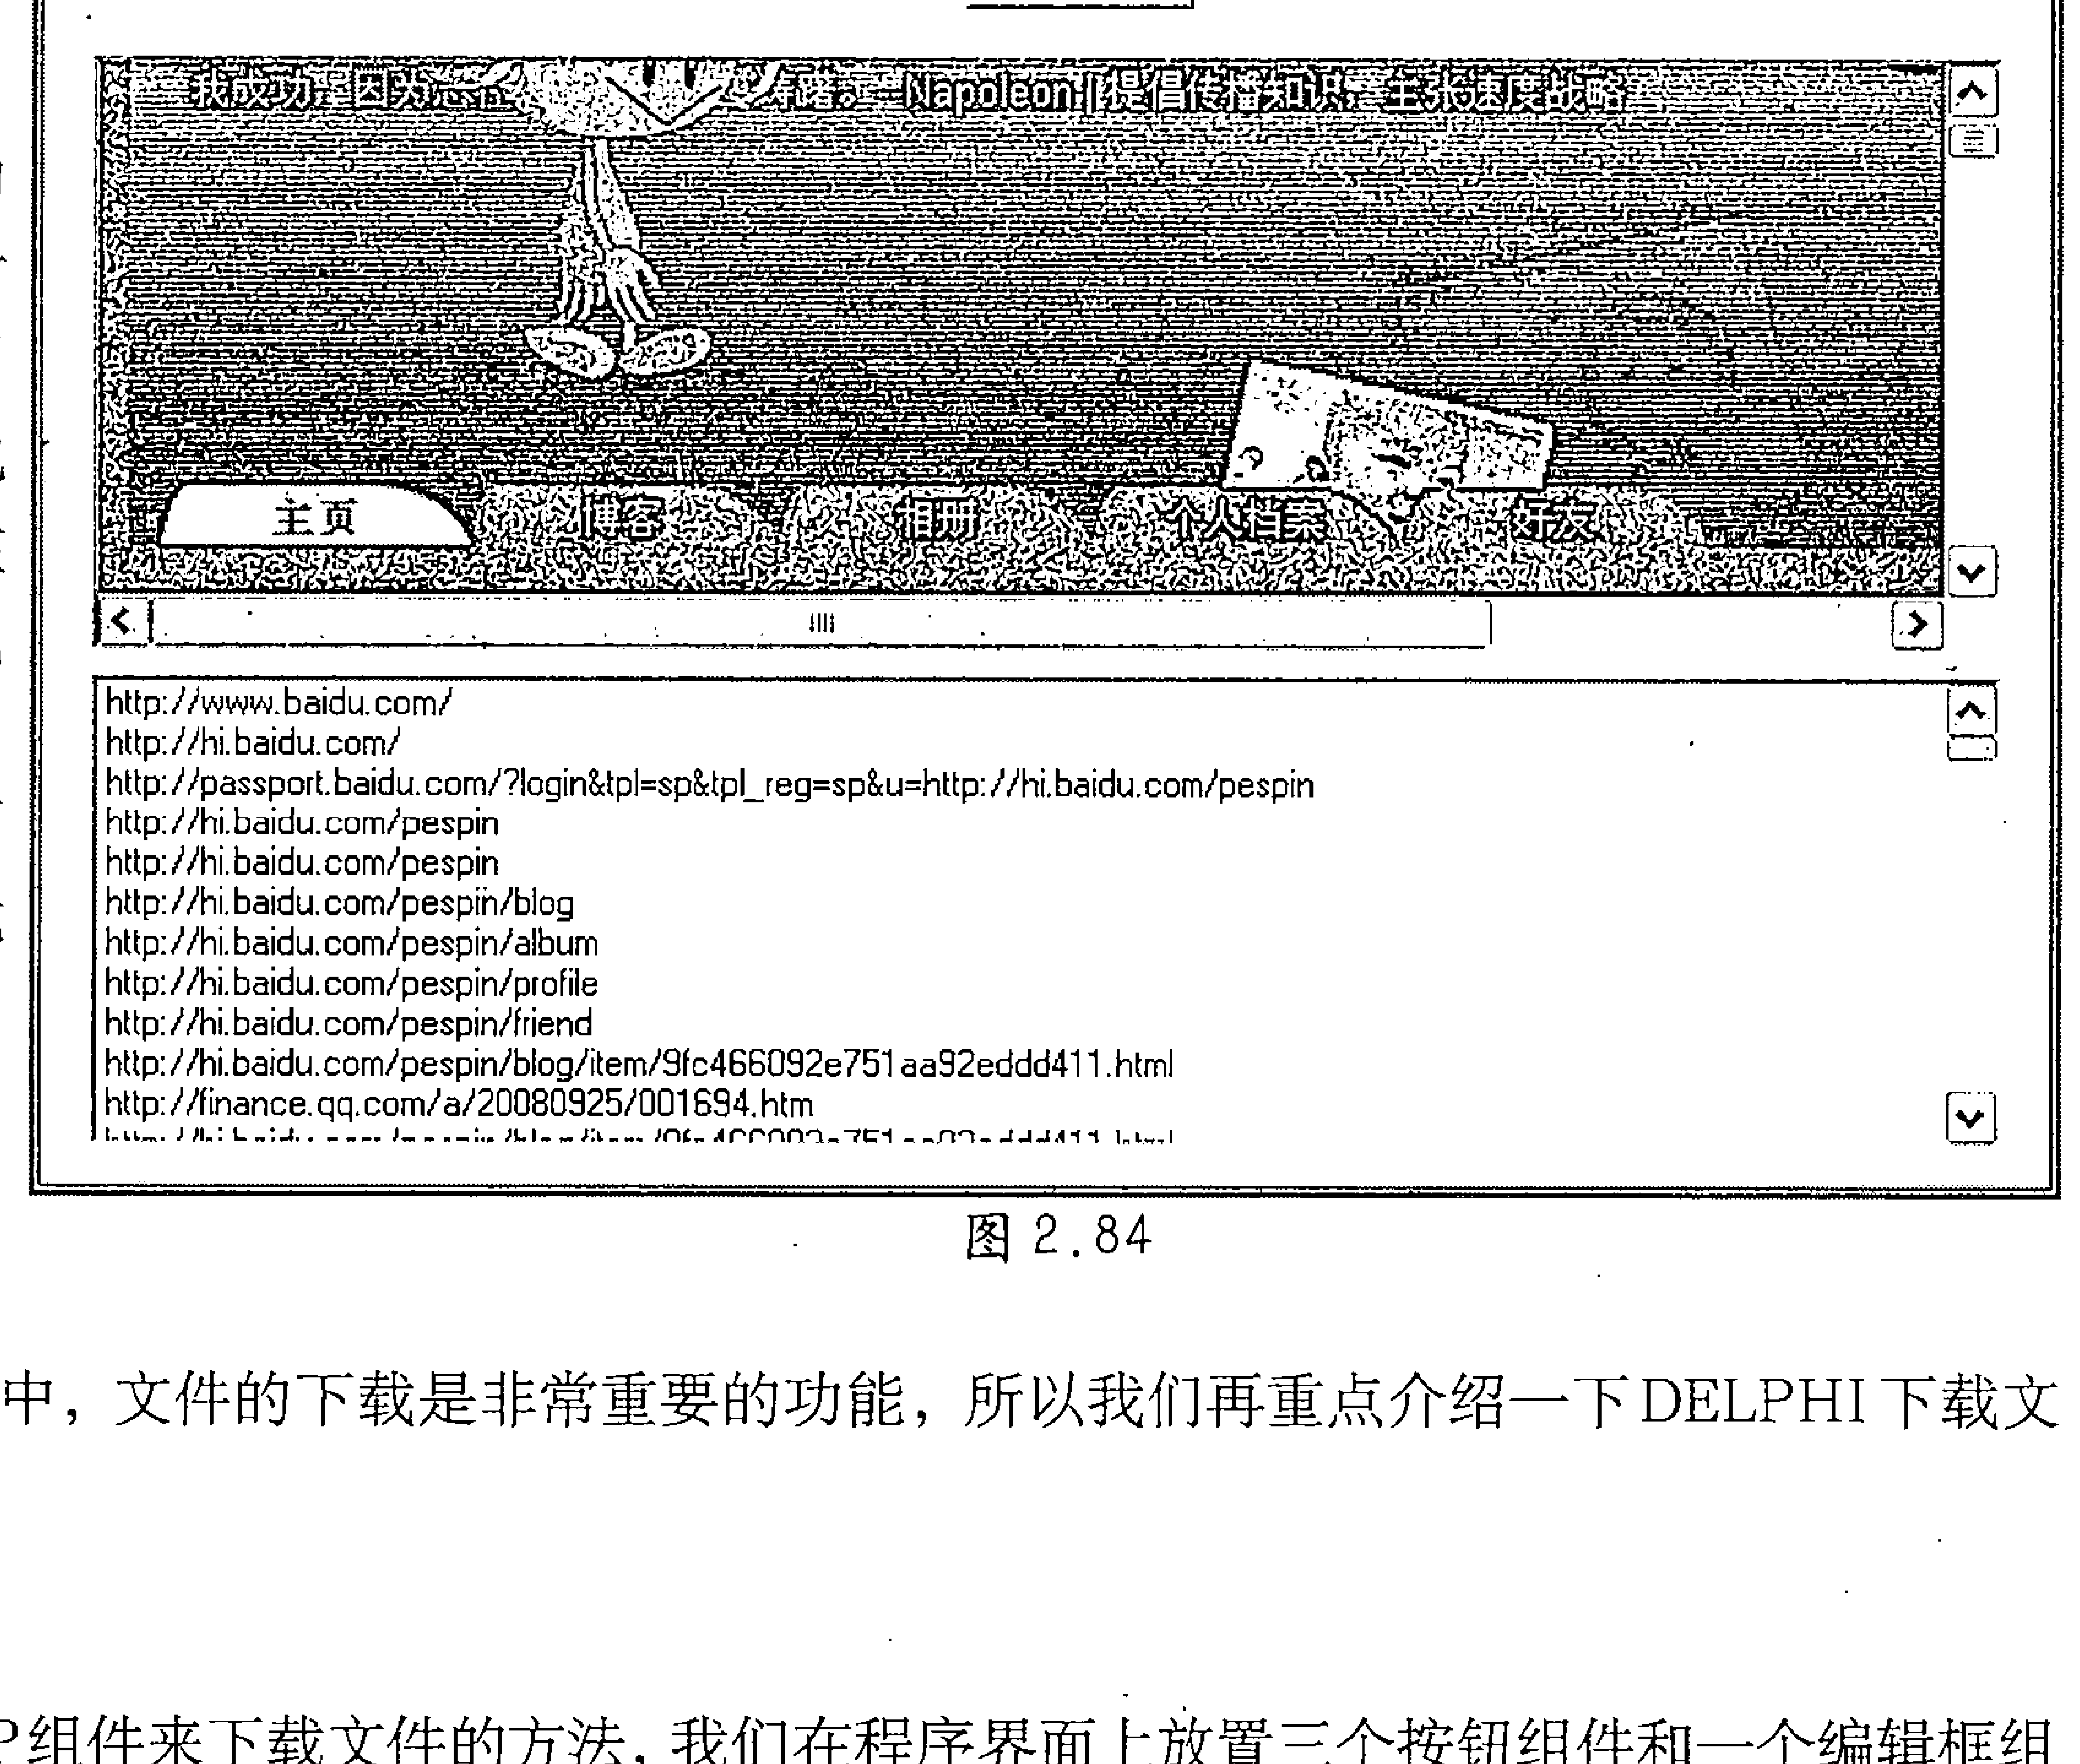 我成功 因为 Napoleon 提倡传播知识 主张速度战略
主页 博客 相册 个人档案 好友
http://www.baidu.com/
http://hi.baidu.com/
http://passport.baidu.com/?login&tpl=sp&tpl_reg=sp&u=http://hi.baidu.com/pespin
http://hi.baidu.com/pespin
http://hi.baidu.com/pespin
http://hi.baidu.com/pespin/blog
http://hi.baidu.com/pespin/album
http://hi.baidu.com/pespin/profile
http://hi.baidu.com/pespin/friend
http://hi.baidu.com/pespin/blog/item/9fc466092e751aa92eddd411.html
http://finance.qq.com/a/20080925/001694.htm
图 2.84
中，文件的下载是非常重要的功能，所以我们再重点介绍一下DELPHI下载文
P组件来下载文件的方法，我们在程序界面上放置三个按钮组件和一个编辑框组